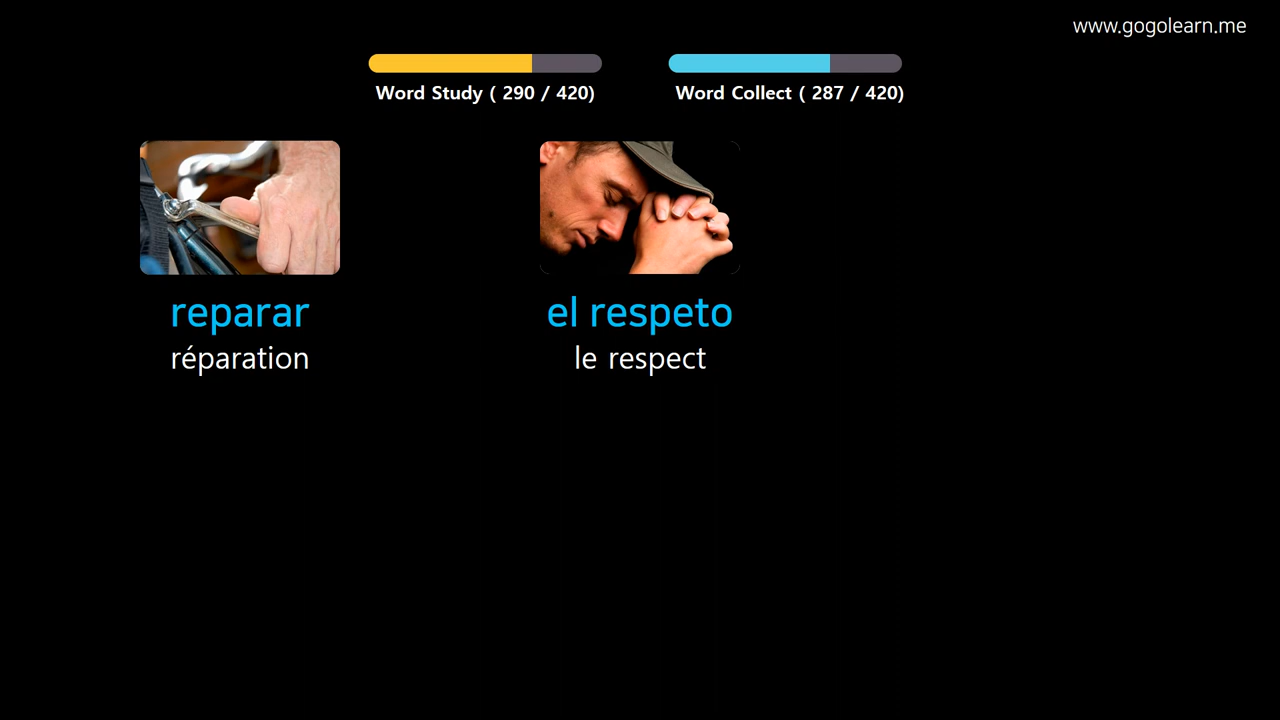 www.gogolearn.me
Word Study ( 290 / 420)
Word Collect ( 287 / 420)
reparar
réparation
el respeto
le respect